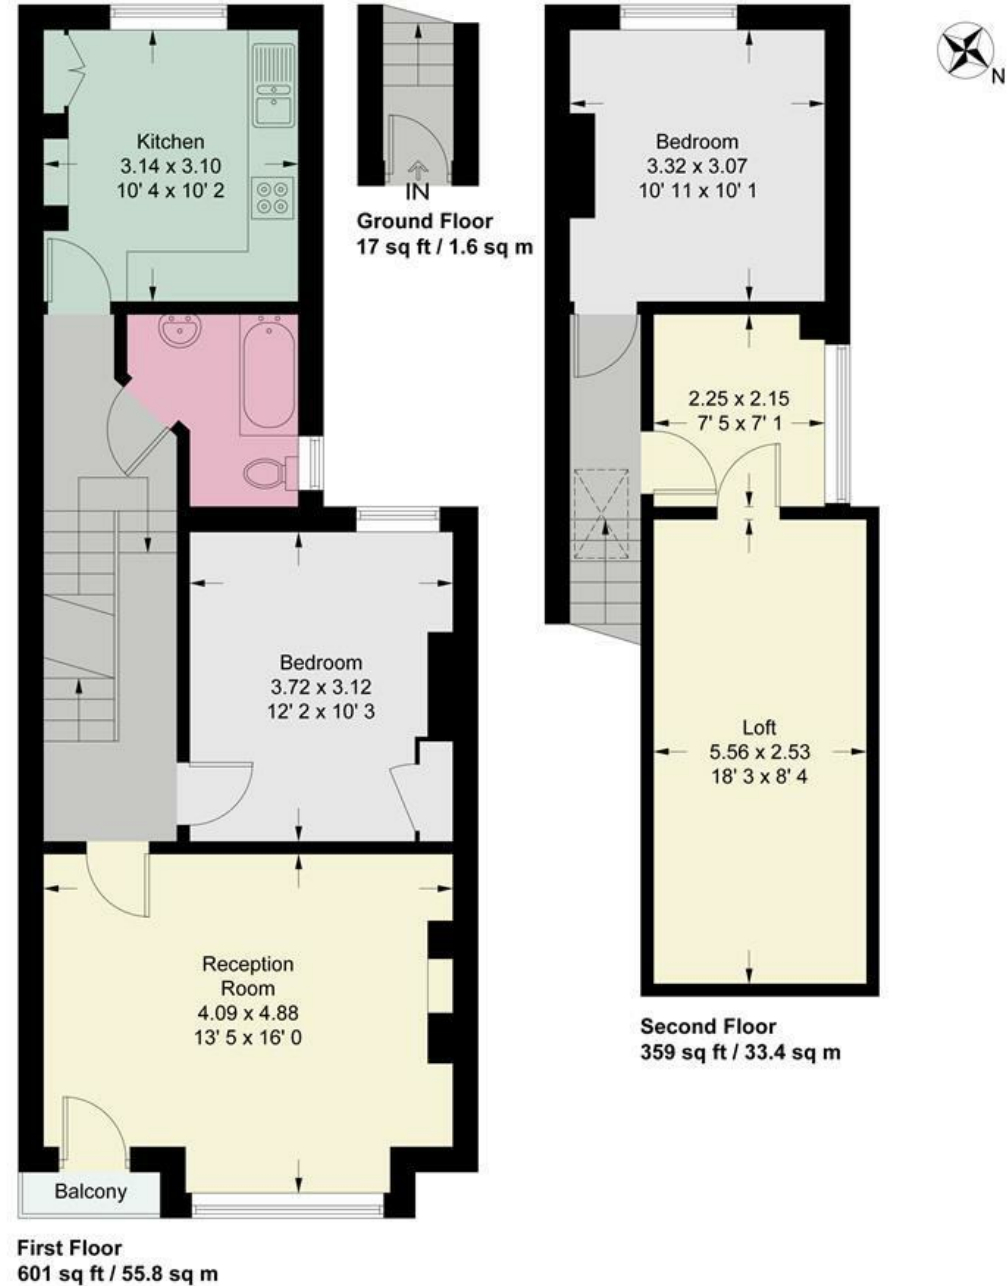 Kitchen
3.14 x 3.10
10' 4 x 10' 2
IN
Ground Floor
17 sq ft / 1.6 sq m
Bedroom
3.32 x 3.07
10' 11 x 10' 1
N
2.25 x 2.15
7' 5 x 7' 1
Bedroom
3.72 x 3.12
12' 2 x 10' 3
Loft
5.56 x 2.53
18' 3 x 8' 4
Reception
Room
4.09 x 4.88
13' 5 x 16' 0
Second Floor
359 sq ft / 33.4 sq m
Balcony
First Floor
601 sq ft / 55.8 sq m